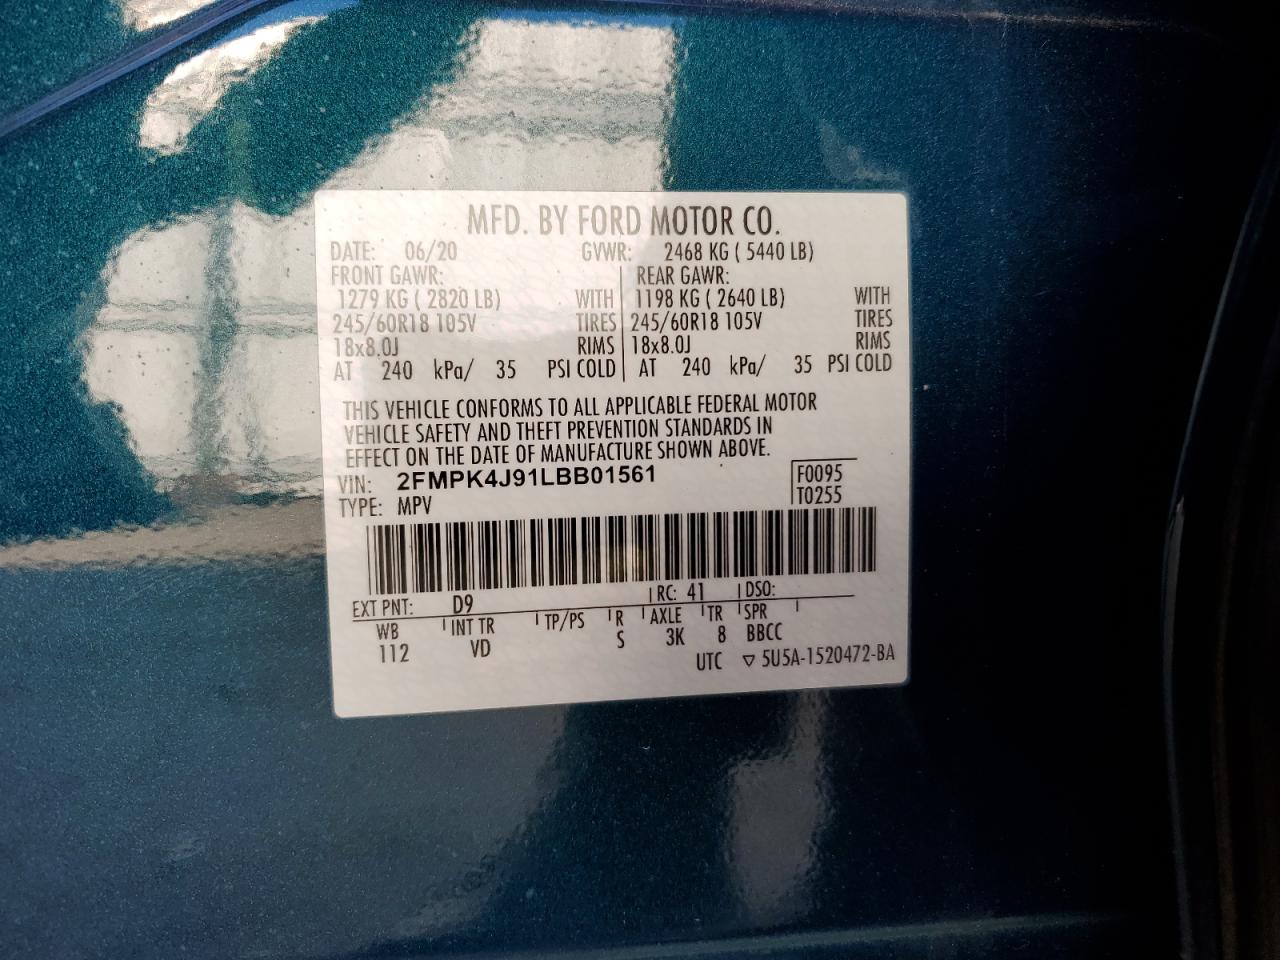 MFD. BY FORD MOTOR CO.
DATE: 06/20 GVWR: 2468 KG ( 5440 LB)
FRONT GAWR: REAR GAWR:
1279 KG ( 2820 LB) WITH 1198 KG ( 2640 LB) WITH
245/60R18 105V TIRES 245/60R18 105V TIRES
18x8.0J RIMS 18x8.0J RIMS
AT 240 kPa/ 35 PSI COLD AT 240 kPa/ 35 PSI COLD
THIS VEHICLE CONFORMS TO ALL APPLICABLE FEDERAL MOTOR
VEHICLE SAFETY AND THEFT PREVENTION STANDARDS IN
EFFECT ON THE DATE OF MANUFACTURE SHOWN ABOVE.
VIN: 2FMPK4J91LBB01561 F0095
TYPE: MPV T0255
EXT PNT: D9 RC: 41 DSO:
WB INT TR TP/PS R AXLE TR SPR
112 VD S 3K 8 BBCC
UTC ▽ 5U5A-1520472-BA